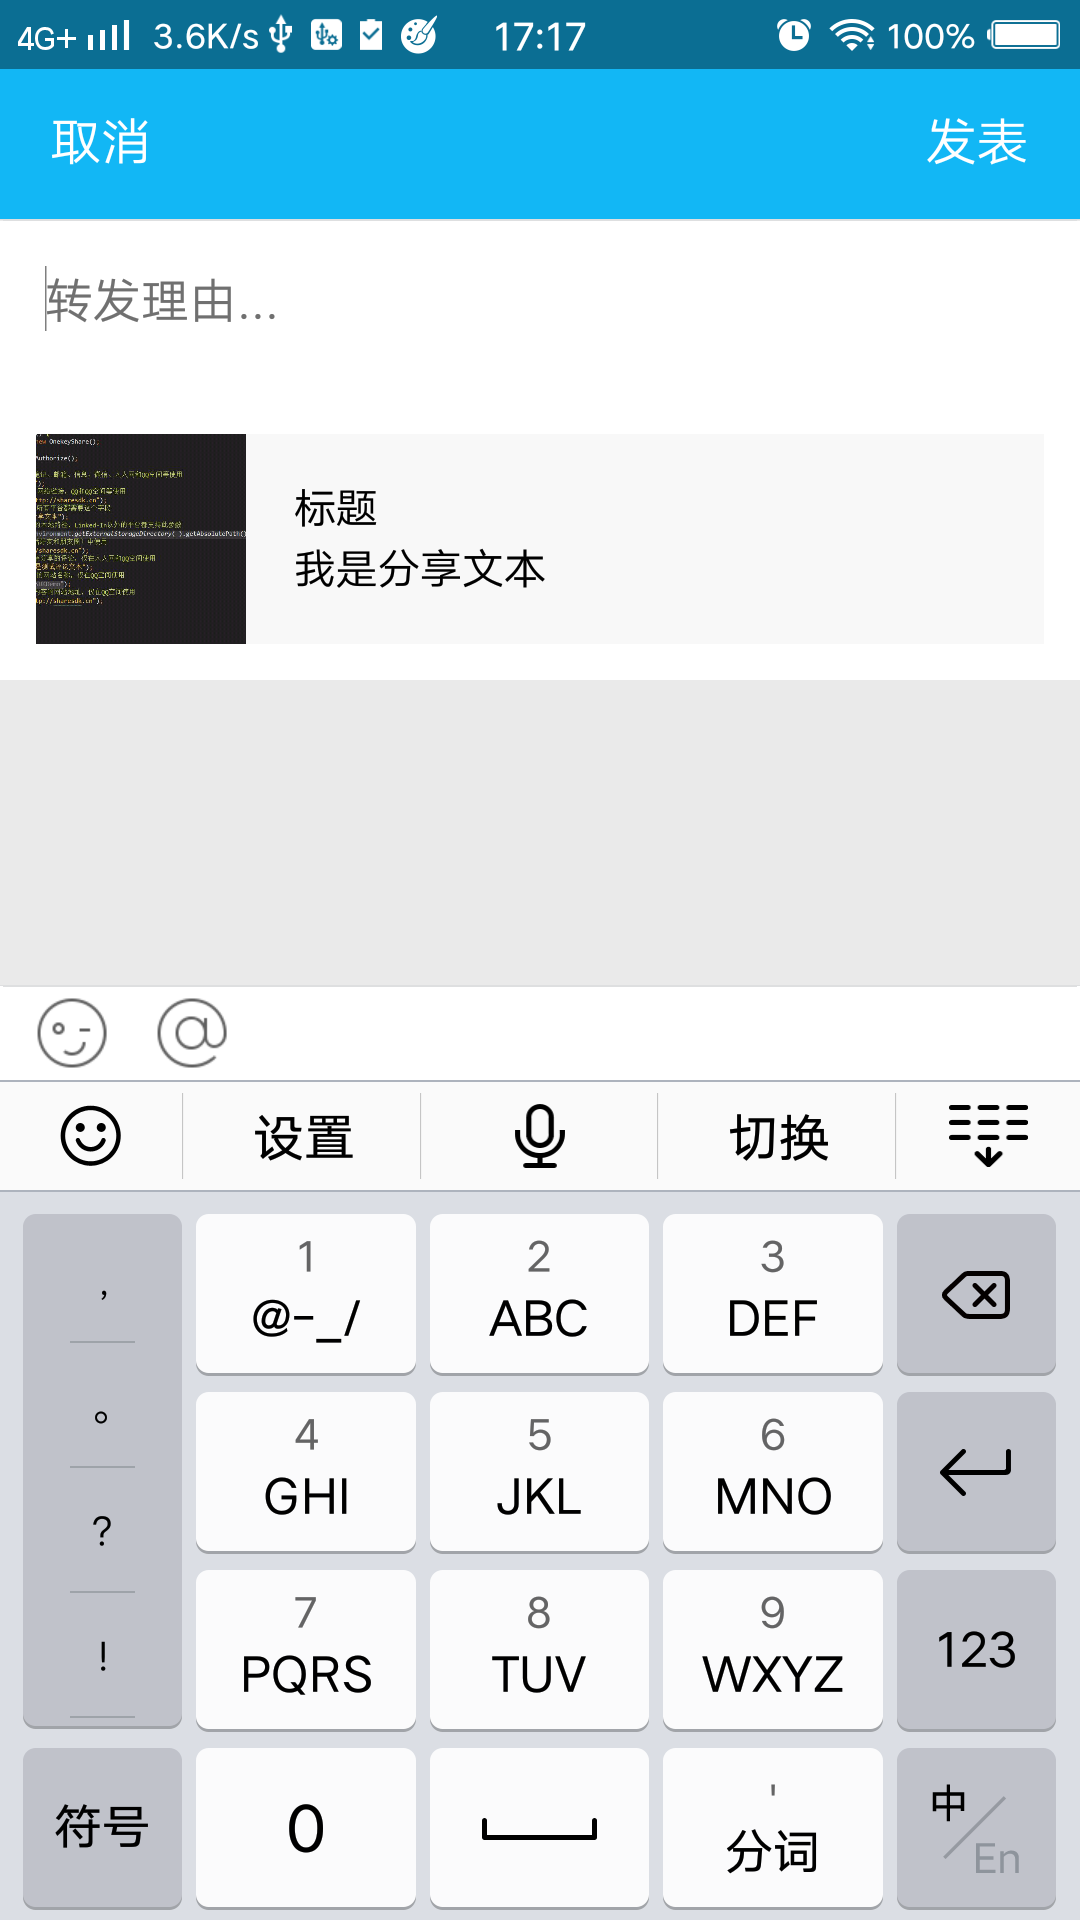 4G+ 3.6K/s 17:17 100%
取消 发表
转发理由...
new OnekeyShare();
标题
我是分享文本
设置 切换
,
1
@-_/
2
ABC
3
DEF
。
4
GHI
5
JKL
6
MNO
?
!
7
PQRS
8
TUV
9
WXYZ
123
符号
0
'
分词
中/En